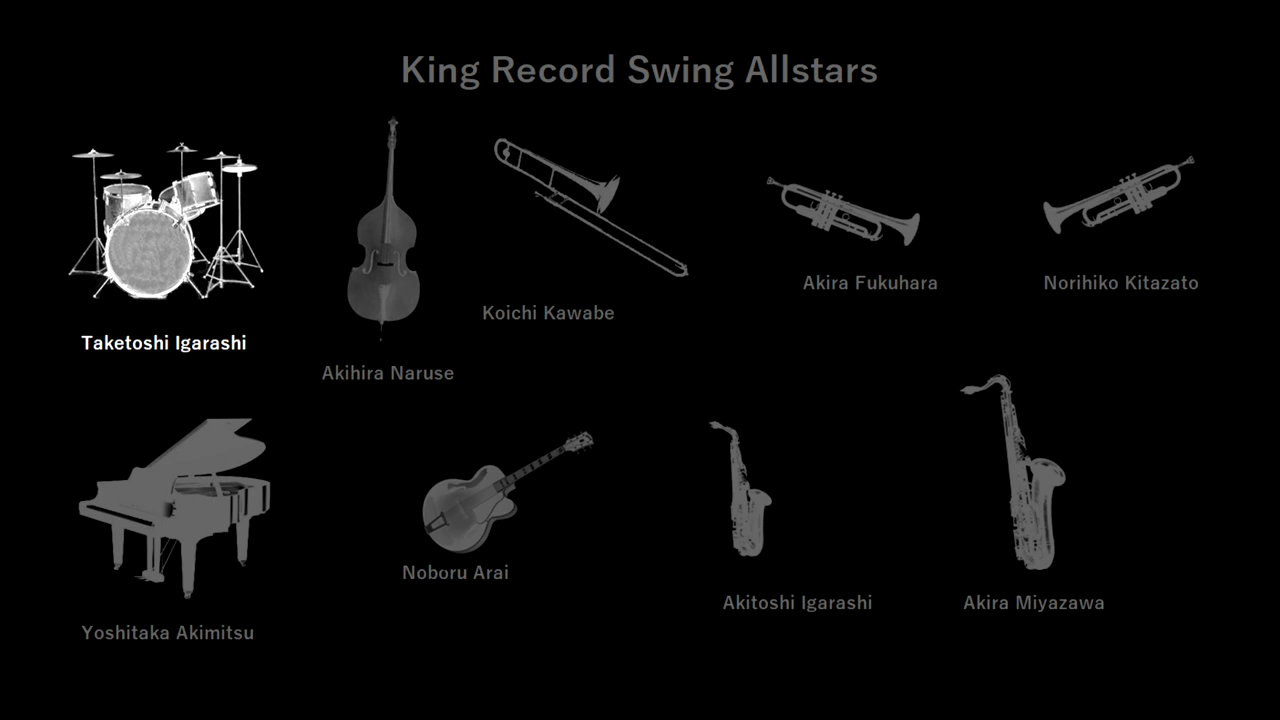 King Record Swing Allstars
Taketoshi Igarashi
Akihira Naruse
Koichi Kawabe
Akira Fukuhara
Norihiko Kitazato
Yoshitaka Akimitsu
Noboru Arai
Akitoshi Igarashi
Akira Miyazawa